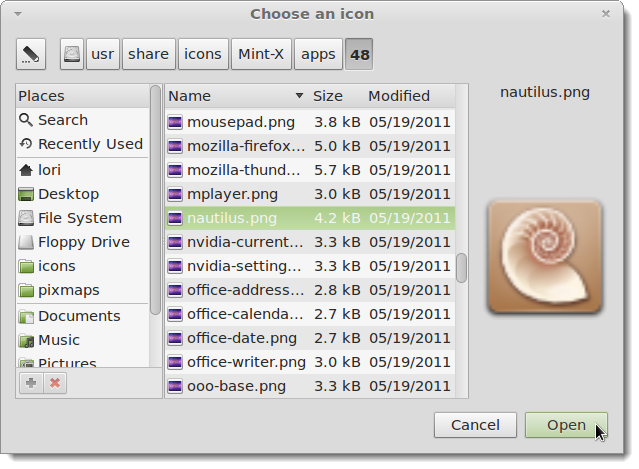 Choose an icon
usr share icons Mint-X apps 48
Places
Search
Recently Used
lori
Desktop
File System
Floppy Drive
icons
pixmaps
Documents
Music
Pictures
Name Size Modified
mousepad.png 3.8 kB 05/19/2011
mozilla-firefox... 5.0 kB 05/19/2011
mozilla-thund... 5.7 kB 05/19/2011
mplayer.png 3.0 kB 05/19/2011
nautilus.png 4.2 kB 05/19/2011
nvidia-current... 3.3 kB 05/19/2011
nvidia-setting... 3.3 kB 05/19/2011
office-address... 2.8 kB 05/19/2011
office-calenda... 2.7 kB 05/19/2011
office-date.png 2.7 kB 05/19/2011
office-writer.png 3.0 kB 05/19/2011
ooo-base.png 3.3 kB 05/19/2011
nautilus.png
Cancel Open